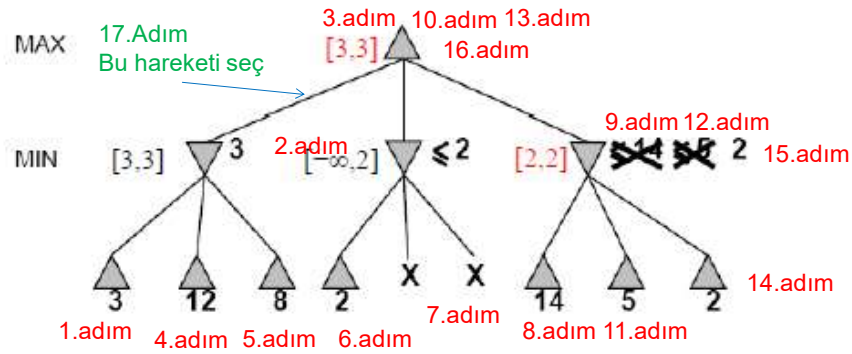 3.adım 10.adım 13.adım
17.Adım
Bu hareketi seç
MAX [3,3] 16.adım
9.adım 12.adım
MIN [3,3] 3 2.adım [-∞,2] ≤ 2 [2,2] ≤ 14 ≤ 5 2 15.adım
X X
3 12 8 2 14 5 2 14.adım
1.adım 4.adım 5.adım 6.adım 7.adım 8.adım 11.adım